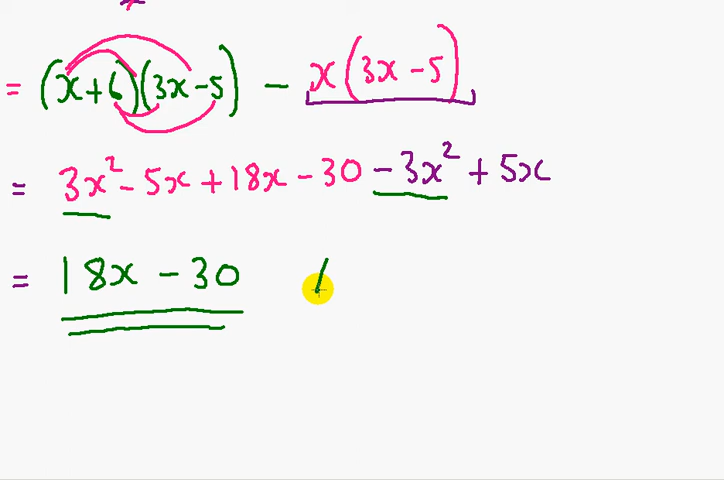 = (x+6)(3x-5) - x(3x-5)
= 3x² - 5x + 18x - 30 - 3x² + 5x
= 18x - 30